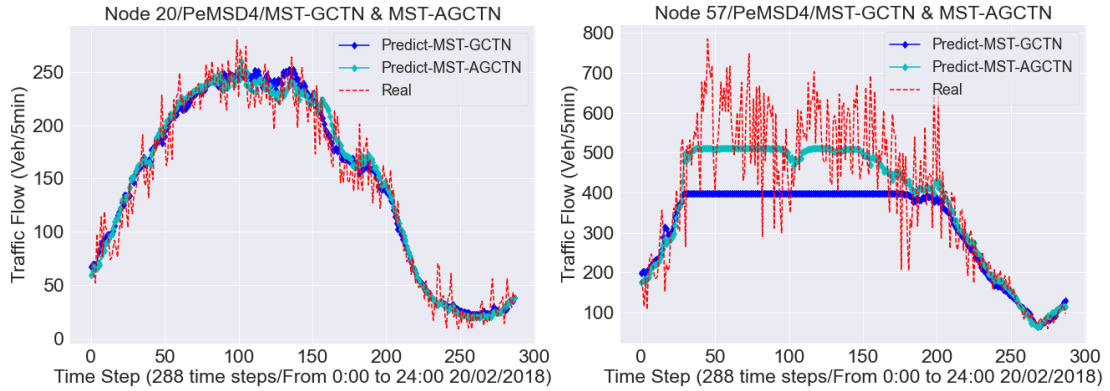 Node 20/PeMSD4/MST-GCTN & MST-AGCTN
Traffic Flow (Veh/5min)
250
200
150
100
50
0
Predict-MST-GCTN
Predict-MST-AGCTN
Real
0 50 100 150 200 250 300
Time Step (288 time steps/From 0:00 to 24:00 20/02/2018)
Node 57/PeMSD4/MST-GCTN & MST-AGCTN
Traffic Flow (Veh/5min)
800
700
600
500
400
300
200
100
Predict-MST-GCTN
Predict-MST-AGCTN
Real
0 50 100 150 200 250 300
Time Step (288 time steps/From 0:00 to 24:00 20/02/2018)